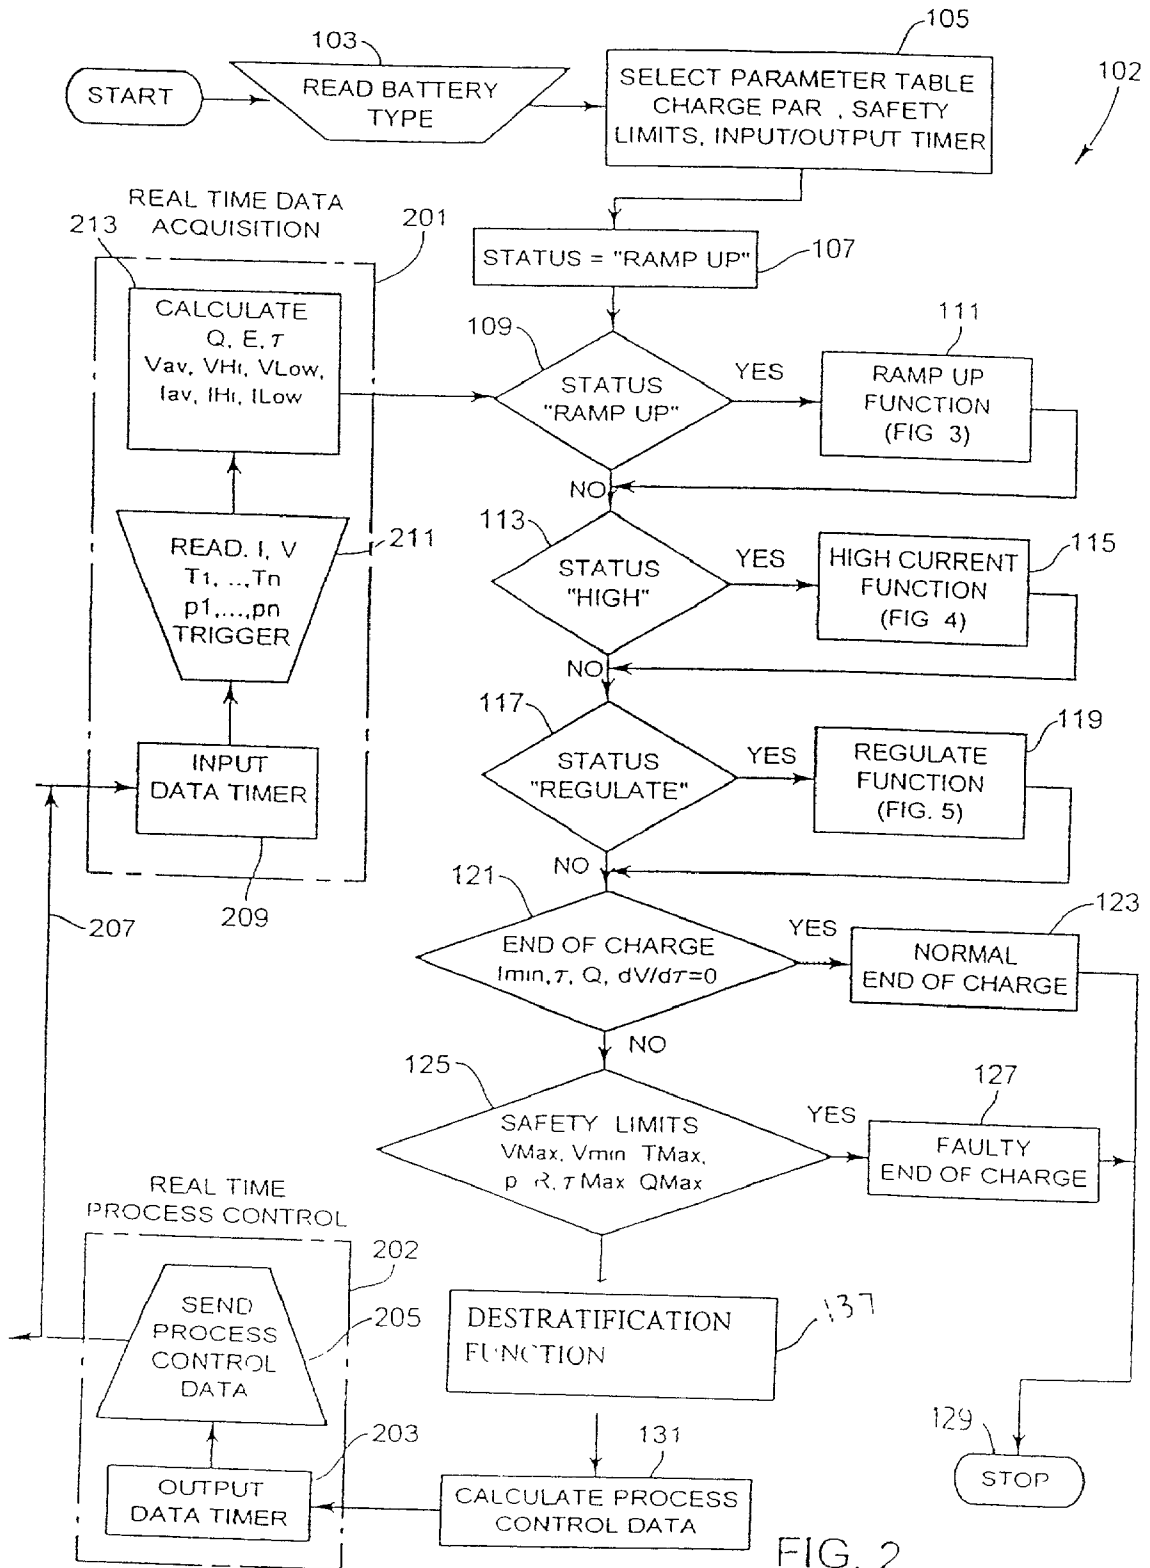 103
START
READ BATTERY
TYPE
105
SELECT PARAMETER TABLE
CHARGE PAR , SAFETY
LIMITS, INPUT/OUTPUT TIMER
102
REAL TIME DATA
ACQUISITION
213
201
STATUS = "RAMP UP"
107
CALCULATE
Q, E, τ
Vav, VHi, VLow,
Iav, IHi, ILow
109
STATUS
"RAMP UP"
YES
111
RAMP UP
FUNCTION
(FIG 3)
NO
READ. I, V
T1, ..,Tn
p1,...,pn
TRIGGER
211
113
STATUS
"HIGH"
YES
115
HIGH CURRENT
FUNCTION
(FIG 4)
NO
117
STATUS
"REGULATE"
YES
119
REGULATE
FUNCTION
(FIG. 5)
NO
INPUT
DATA TIMER
209
207
121
END OF CHARGE
Imin, τ, Q, dV/dτ=0
YES
123
NORMAL
END OF CHARGE
NO
125
SAFETY LIMITS
VMax, Vmin TMax,
p R, τ Max QMax
YES
127
FAULTY
END OF CHARGE
REAL TIME
PROCESS CONTROL
202
SEND
PROCESS
CONTROL
DATA
205
DESTRATIFICATION
FUNCTION
137
203
OUTPUT
DATA TIMER
131
CALCULATE PROCESS
CONTROL DATA
129
STOP
FIG. 2